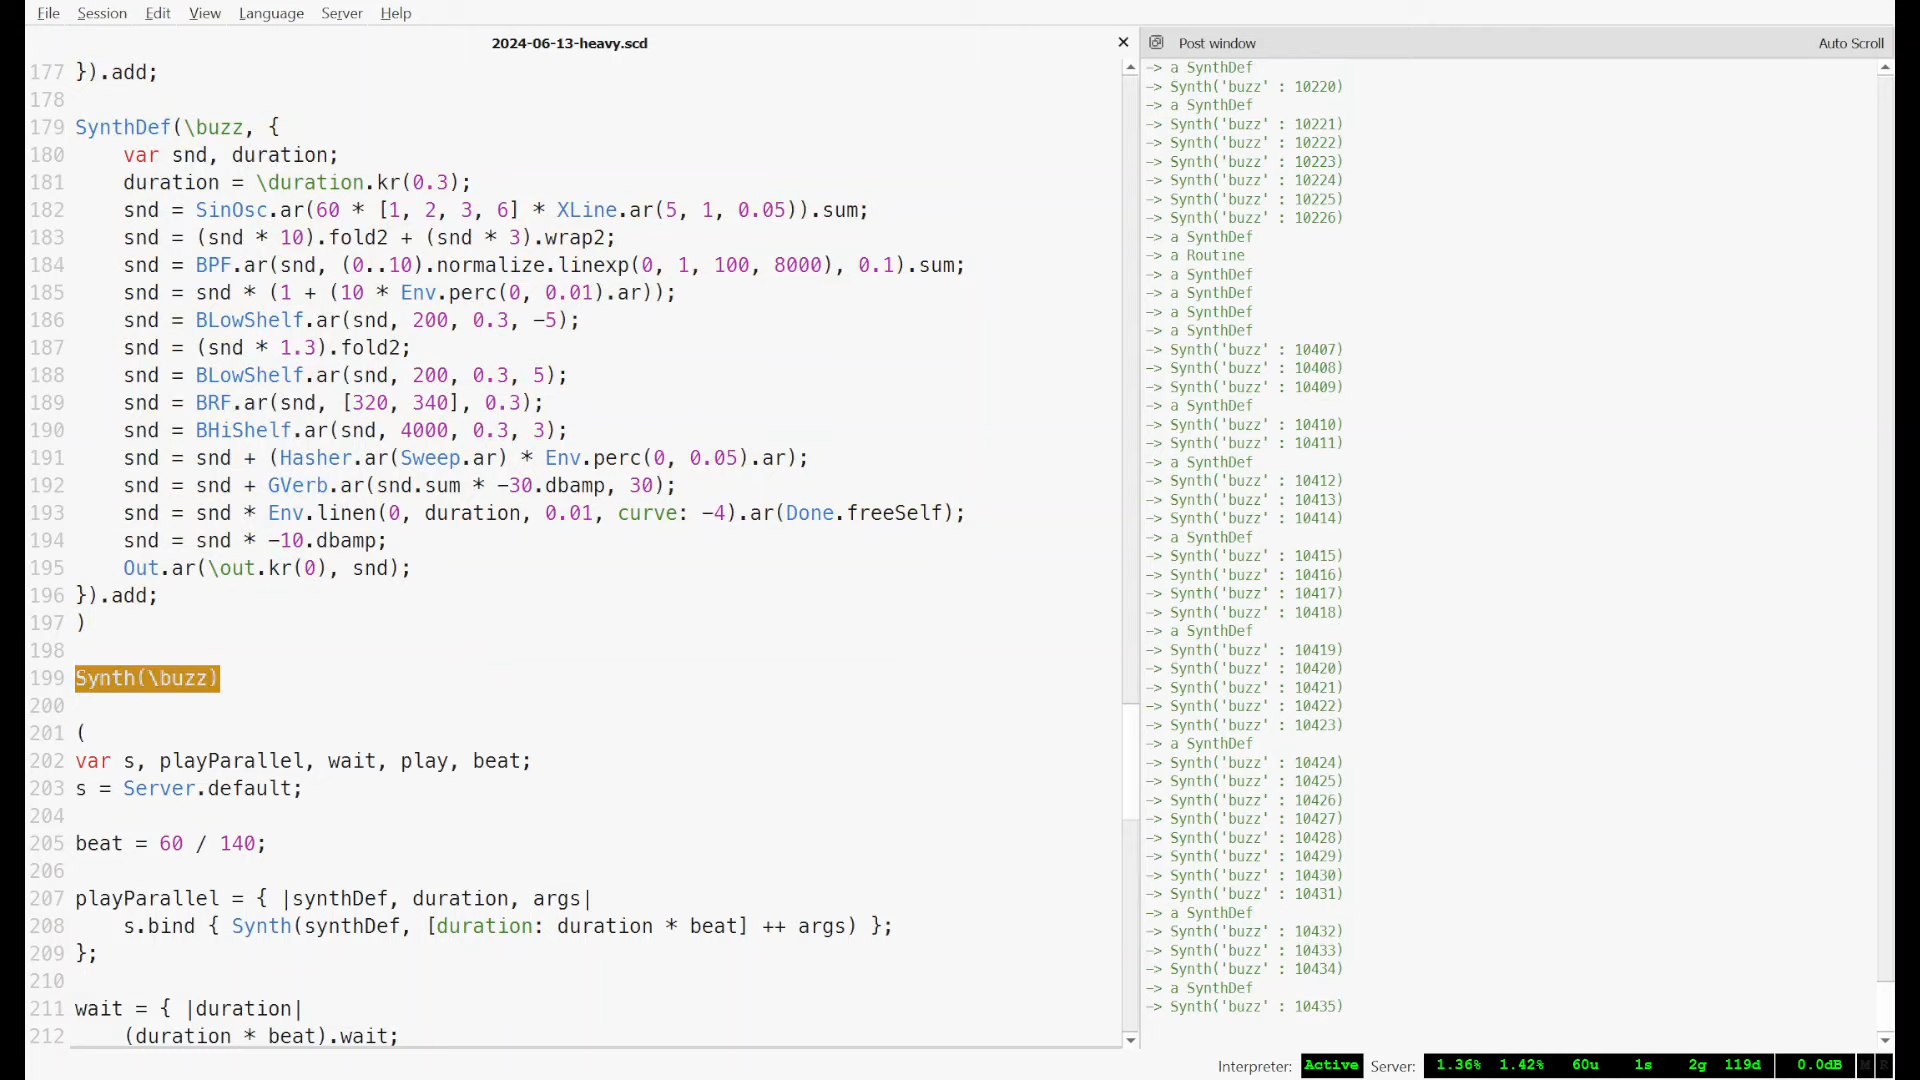 File Session Edit View Language Server Help
2024-06-13-heavy.scd
177 }).add;
178
179 SynthDef(\buzz, {
180     var snd, duration;
181     duration = \duration.kr(0.3);
182     snd = SinOsc.ar(60 * [1, 2, 3, 6] * XLine.ar(5, 1, 0.05)).sum;
183     snd = (snd * 10).fold2 + (snd * 3).wrap2;
184     snd = BPF.ar(snd, (0..10).normalize.linexp(0, 1, 100, 8000), 0.1).sum;
185     snd = snd * (1 + (10 * Env.perc(0, 0.01).ar));
186     snd = BLowShelf.ar(snd, 200, 0.3, -5);
187     snd = (snd * 1.3).fold2;
188     snd = BLowShelf.ar(snd, 200, 0.3, 5);
189     snd = BRF.ar(snd, [320, 340], 0.3);
190     snd = BHiShelf.ar(snd, 4000, 0.3, 3);
191     snd = snd + (Hasher.ar(Sweep.ar) * Env.perc(0, 0.05).ar);
192     snd = snd + GVerb.ar(snd.sum * -30.dbamp, 30);
193     snd = snd * Env.linen(0, duration, 0.01, curve: -4).ar(Done.freeSelf);
194     snd = snd * -10.dbamp;
195     Out.ar(\out.kr(0), snd);
196 }).add;
197 )
198
199 Synth(\buzz)
200
201 (
202 var s, playParallel, wait, play, beat;
203 s = Server.default;
204
205 beat = 60 / 140;
206
207 playParallel = { |synthDef, duration, args|
208     s.bind { Synth(synthDef, [duration: duration * beat] ++ args) };
209 };
210
211 wait = { |duration|
212     (duration * beat).wait;
Post window Auto Scroll
-> a SynthDef
-> Synth('buzz' : 10220)
-> a SynthDef
-> Synth('buzz' : 10221)
-> Synth('buzz' : 10222)
-> Synth('buzz' : 10223)
-> Synth('buzz' : 10224)
-> Synth('buzz' : 10225)
-> Synth('buzz' : 10226)
-> a SynthDef
-> a Routine
-> a SynthDef
-> a SynthDef
-> a SynthDef
-> a SynthDef
-> Synth('buzz' : 10407)
-> Synth('buzz' : 10408)
-> Synth('buzz' : 10409)
-> a SynthDef
-> Synth('buzz' : 10410)
-> Synth('buzz' : 10411)
-> a SynthDef
-> Synth('buzz' : 10412)
-> Synth('buzz' : 10413)
-> Synth('buzz' : 10414)
-> a SynthDef
-> Synth('buzz' : 10415)
-> Synth('buzz' : 10416)
-> Synth('buzz' : 10417)
-> Synth('buzz' : 10418)
-> a SynthDef
-> Synth('buzz' : 10419)
-> Synth('buzz' : 10420)
-> Synth('buzz' : 10421)
-> Synth('buzz' : 10422)
-> Synth('buzz' : 10423)
-> a SynthDef
-> Synth('buzz' : 10424)
-> Synth('buzz' : 10425)
-> Synth('buzz' : 10426)
-> Synth('buzz' : 10427)
-> Synth('buzz' : 10428)
-> Synth('buzz' : 10429)
-> Synth('buzz' : 10430)
-> Synth('buzz' : 10431)
-> a SynthDef
-> Synth('buzz' : 10432)
-> Synth('buzz' : 10433)
-> Synth('buzz' : 10434)
-> a SynthDef
-> Synth('buzz' : 10435)
Interpreter: Active Server: 1.36% 1.42% 60u 1s 2g 119d 0.0dB M R